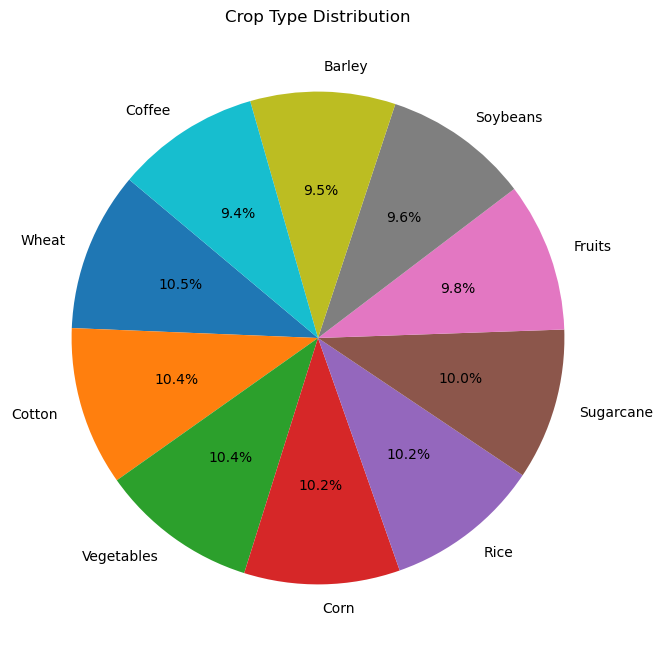 Crop Type Distribution
Barley
Coffee
Soybeans
9.5%
9.4%
9.6%
Wheat
Fruits
10.5%
9.8%
10.4%
10.0%
Cotton
Sugarcane
10.4%
10.2%
10.2%
Vegetables
Rice
Corn